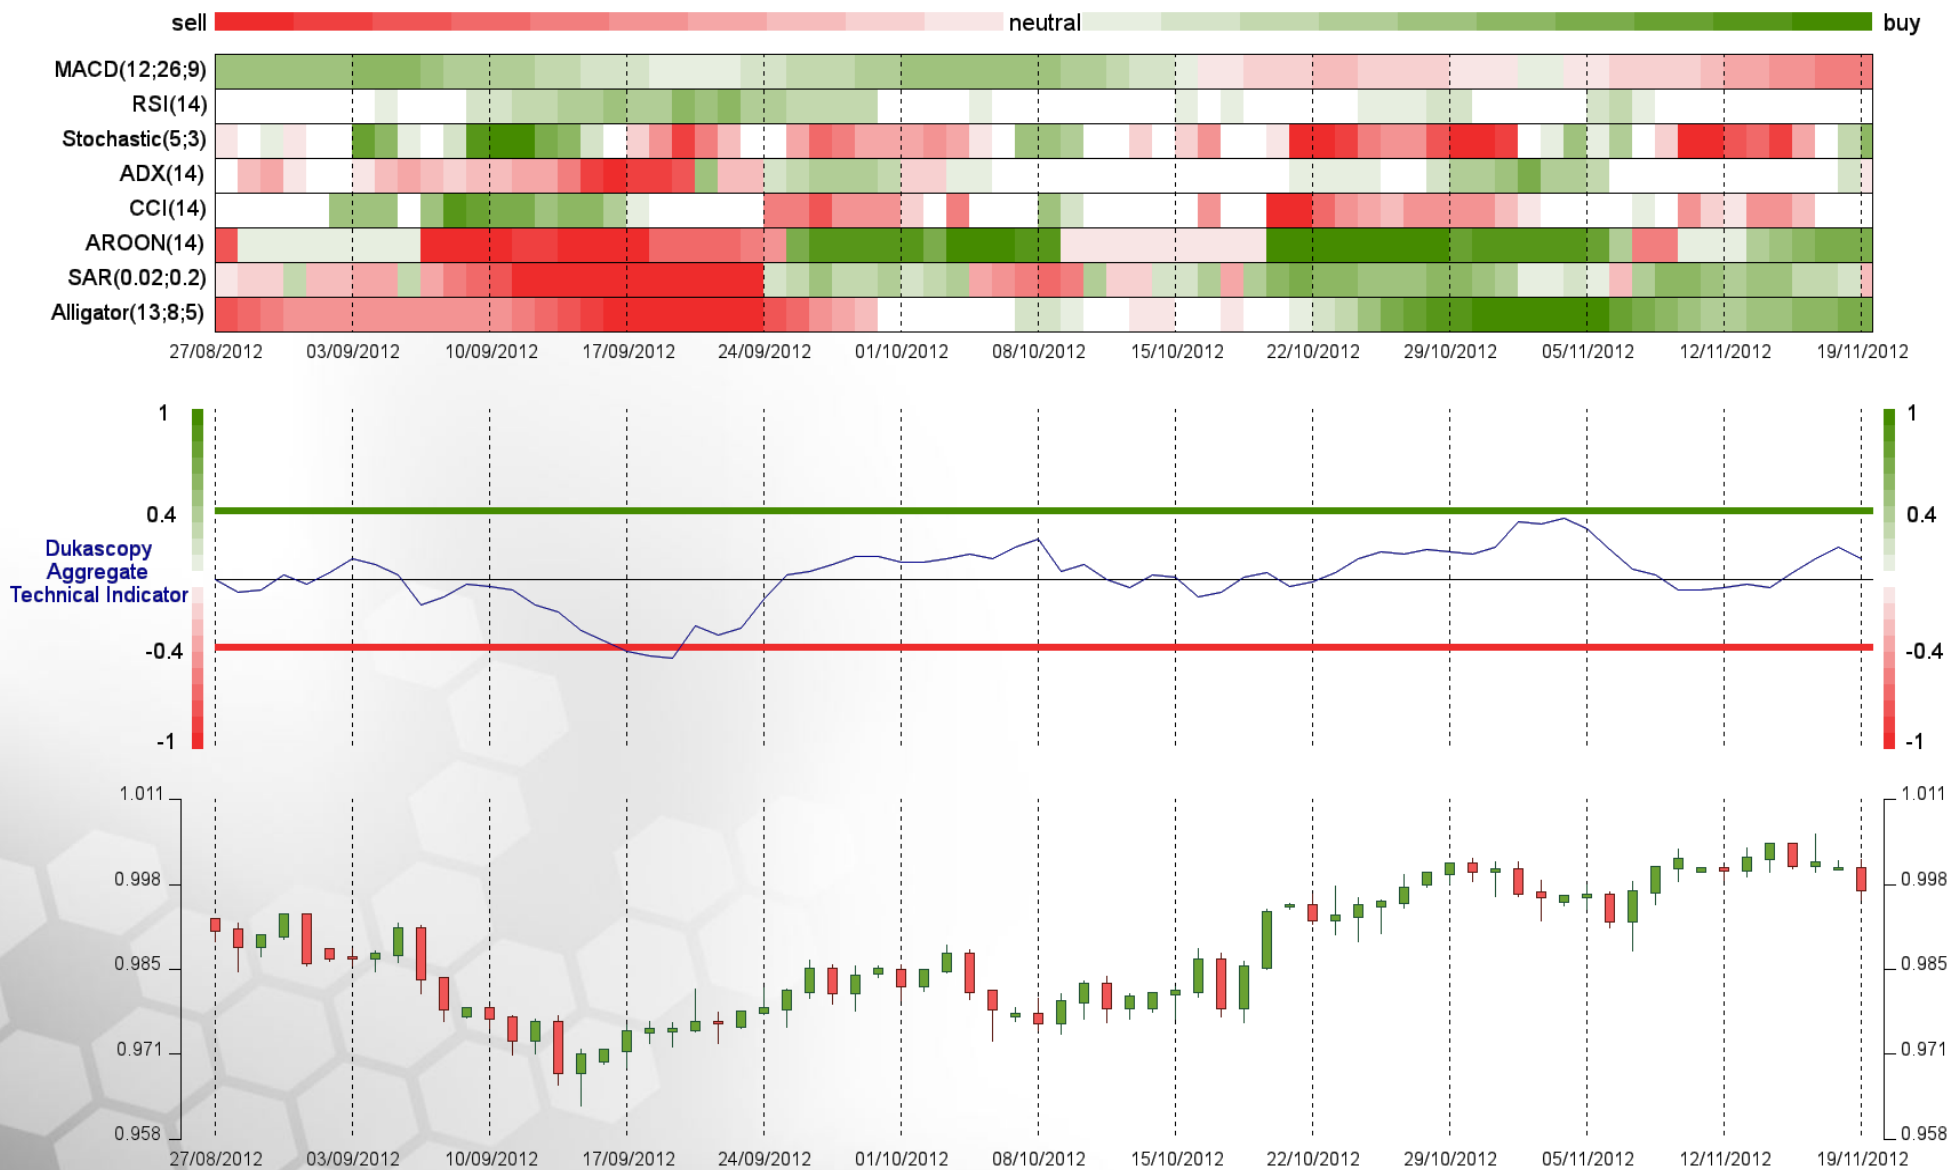 sell neutral buy
MACD(12;26;9)
RSI(14)
Stochastic(5;3)
ADX(14)
CCI(14)
AROON(14)
SAR(0.02;0.2)
Alligator(13;8;5)
27/08/2012 03/09/2012 10/09/2012 17/09/2012 24/09/2012 01/10/2012 08/10/2012 15/10/2012 22/10/2012 29/10/2012 05/11/2012 12/11/2012 19/11/2012
1 1
0.4 0.4
Dukascopy
Aggregate
Technical Indicator
-0.4 -0.4
-1 -1
1.011 1.011
0.998 0.998
0.985 0.985
0.971 0.971
0.958 0.958
27/08/2012 03/09/2012 10/09/2012 17/09/2012 24/09/2012 01/10/2012 08/10/2012 15/10/2012 22/10/2012 29/10/2012 05/11/2012 12/11/2012 19/11/2012